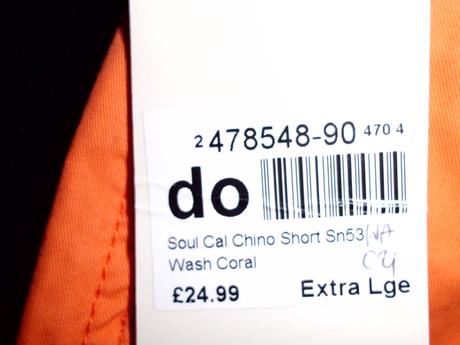 2 478548-90 470 4
do
Soul Cal Chino Short Sn53
Wash Coral
£24.99 Extra Lge